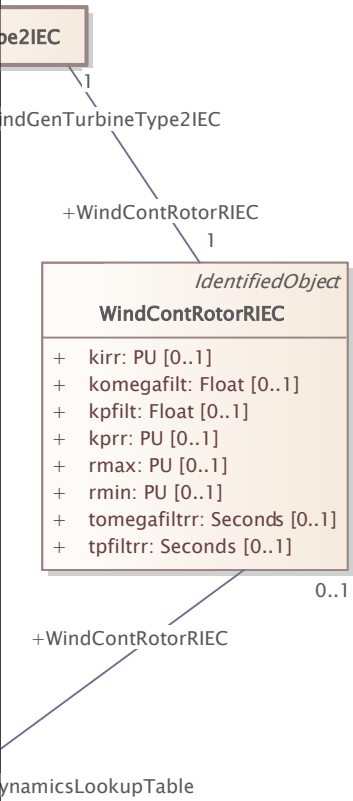 pe2IEC
1
indGenTurbineType2IEC
+WindContRotorRIEC
1
IdentifiedObject
WindContRotorRIEC
+ kirr: PU [0..1]
+ komegafilt: Float [0..1]
+ kpfilt: Float [0..1]
+ kprr: PU [0..1]
+ rmax: PU [0..1]
+ rmin: PU [0..1]
+ tomegafiltrr: Seconds [0..1]
+ tpfiltrr: Seconds [0..1]
0..1
+WindContRotorRIEC
ynamicsLookupTable